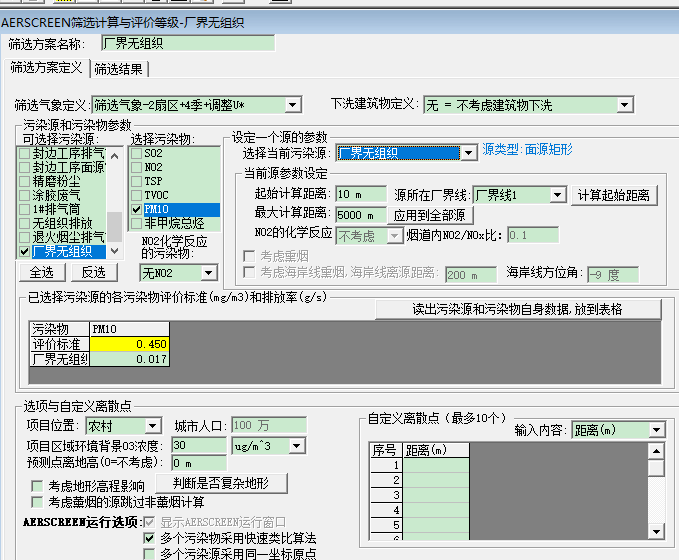 AERSCREEN筛选计算与评价等级-厂界无组织
筛选方案名称: 厂界无组织
筛选方案定义 筛选结果
筛选气象定义: 筛选气象-2扇区+4季+调整U* 下洗建筑物定义: 无 = 不考虑建筑物下洗
污染源和污染物参数
可选择污染源: 选择污染物:
封边工序排气
封边工序面源
精磨粉尘
涂胶废气
1#排气筒
无组织排放
退火烟尘排气
厂界无组织
SO2
NO2
TSP
TVOC
PM10
非甲烷总烃
NO2化学反应
的污染物:
全选 反选 无NO2
设定一个源的参数
选择当前污染源: 厂界无组织 源类型: 面源矩形
当前源参数设定
起始计算距离: 10 m 源所在厂界线: 厂界线1 计算起始距离
最大计算距离: 5000 m 应用到全部源
NO2的化学反应 不考虑 烟道内NO2/NOx比: 0.1
考虑重烟
考虑海岸线重烟, 海岸线离源距离: 200 m 海岸线方位角: -9 度
已选择污染源的各污染物评价标准(mg/m3)和排放率(g/s)
读出污染源和污染物自身数据, 放到表格
污染物 PM10
评价标准 0.450
厂界无组织 0.017
选项与自定义离散点
项目位置: 农村 城市人口: 100 万
项目区域环境背景O3浓度: 30 ug/m^3
预测点离地高(0=不考虑): 0 m
考虑地形高程影响 判断是否复杂地形
考虑薰烟的源跳过非薰烟计算
AERSCREEN运行选项: 显示AERSCREEN运行窗口
多个污染物采用快速类比算法
多个污染源采用同一坐标原点
自定义离散点（最多10个）
输入内容: 距离(m)
序号 距离(m)
1
2
3
4
5
6